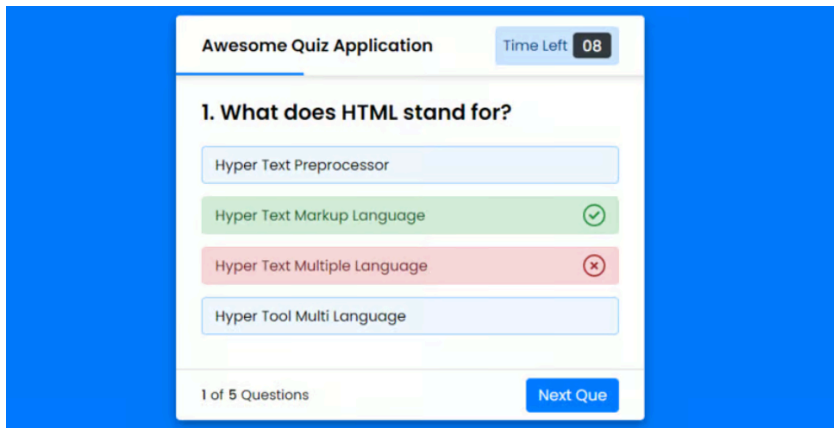 Awesome Quiz Application
Time Left 08
1. What does HTML stand for?
Hyper Text Preprocessor
Hyper Text Markup Language
Hyper Text Multiple Language
Hyper Tool Multi Language
1 of 5 Questions
Next Que